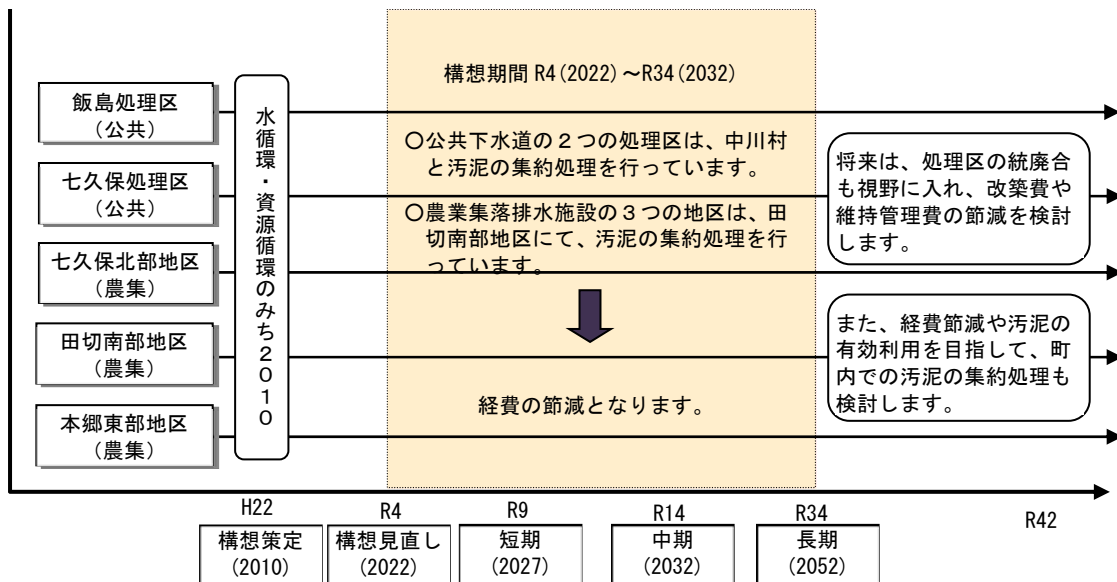 構想期間 R4(2022)～R34(2032)
飯島処理区
(公共)
七久保処理区
(公共)
七久保北部地区
(農集)
田切南部地区
(農集)
本郷東部地区
(農集)
水循環・資源循環のみち2010
○公共下水道の２つの処理区は、中川村
と汚泥の集約処理を行っています。
○農業集落排水施設の３つの地区は、田
切南部地区にて、汚泥の集約処理を行
っています。
経費の節減となります。
将来は、処理区の統廃合
も視野に入れ、改築費や
維持管理費の節減を検討
します。
また、経費節減や汚泥の
有効利用を目指して、町
内での汚泥の集約処理も
検討します。
H22
R4
R9
R14
R34
R42
構想策定
(2010)
構想見直し
(2022)
短期
(2027)
中期
(2032)
長期
(2052)